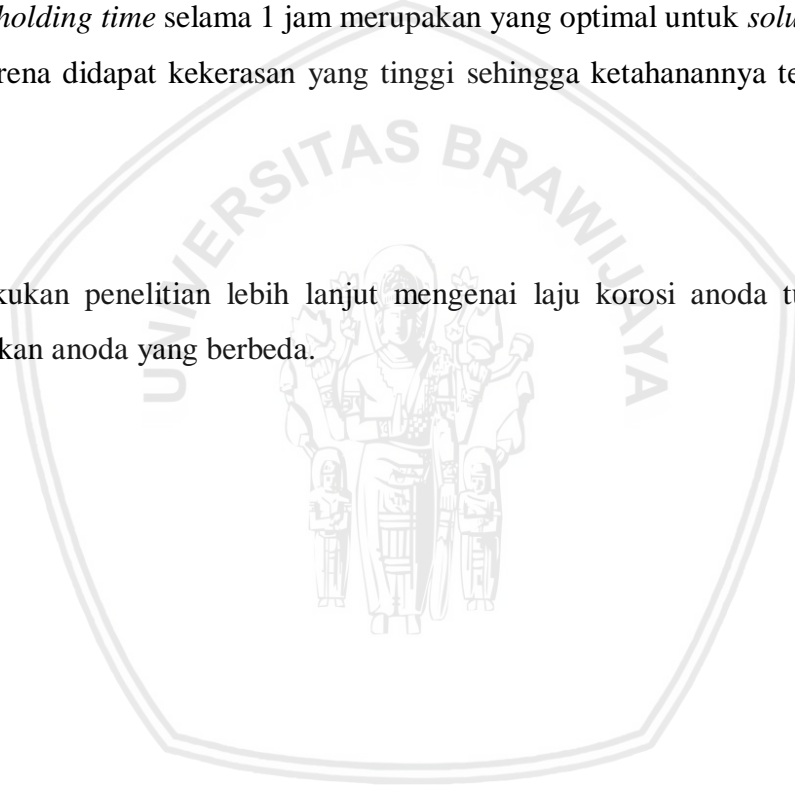 holding time selama 1 jam merupakan yang optimal untuk solu
rena didapat kekerasan yang tinggi sehingga ketahanannya te
UNIVERSITAS BRAWIJAYA
kukan penelitian lebih lanjut mengenai laju korosi anoda tu
kan anoda yang berbeda.